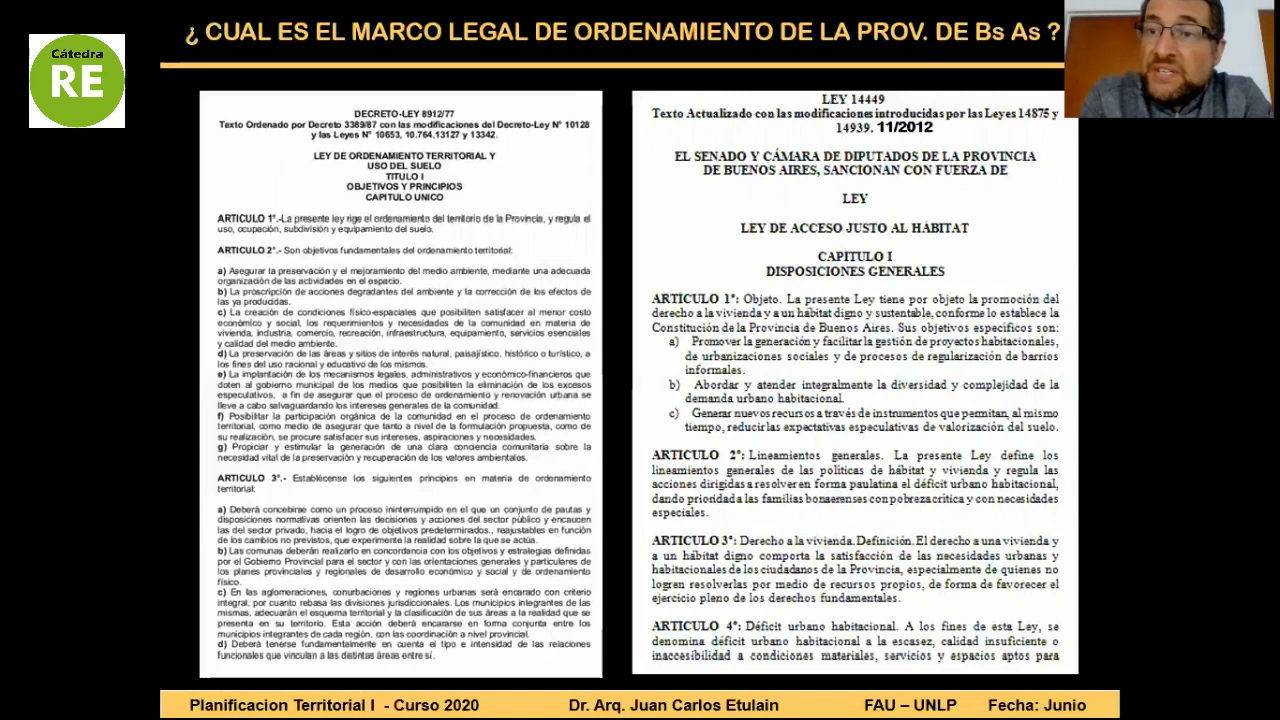 ¿ CUAL ES EL MARCO LEGAL DE ORDENAMIENTO DE LA PROV. DE Bs As ?
Cátedra
RE
DECRETO-LEY 8912/77
Texto Ordenado por Decreto 3389/87 con las modificaciones del Decreto-Ley N° 10128
y las Leyes N° 10653, 10.764,13127 y 13342.
LEY DE ORDENAMIENTO TERRITORIAL Y
USO DEL SUELO
TITULO I
OBJETIVOS Y PRINCIPIOS
CAPITULO UNICO
ARTICULO 1°.-La presente ley rige el ordenamiento del territorio de la Provincia, y regula el
uso, ocupación, subdivisión y equipamiento del suelo.
ARTICULO 2°.- Son objetivos fundamentales del ordenamiento territorial:
a) Asegurar la preservación y el mejoramiento del medio ambiente, mediante una adecuada
organización de las actividades en el espacio.
b) La proscripción de acciones degradantes del ambiente y la corrección de los efectos de
las ya producidas.
c) La creación de condiciones físico-espaciales que posibiliten satisfacer al menor costo
económico y social, los requerimientos y necesidades de la comunidad en materia de
vivienda, industria, comercio, recreación, infraestructura, equipamiento, servicios esenciales
y calidad del medio ambiente.
d) La preservación de las áreas y sitios de interés natural, paisajístico, histórico o turístico, a
los fines del uso racional y educativo de los mismos.
e) La implantación de los mecanismos legales, administrativos y económico-financieros que
doten al gobierno municipal de los medios que posibiliten la eliminación de los excesos
especulativos, a fin de asegurar que el proceso de ordenamiento y renovación urbana se
lleve a cabo salvaguardando los intereses generales de la comunidad.
f) Posibilitar la participación orgánica de la comunidad en el proceso de ordenamiento
territorial, como medio de asegurar que tanto a nivel de la formulación propuesta, como de
su realización, se procure satisfacer sus intereses, aspiraciones y necesidades.
g) Propiciar y estimular la generación de una clara conciencia comunitaria sobre la
necesidad vital de la preservación y recuperación de los valores ambientales.
ARTICULO 3°.- Establécense los siguientes principios en materia de ordenamiento
territorial:
a) Deberá concebirse como un proceso ininterrumpido en el que un conjunto de pautas y
disposiciones normativas orienten las decisiones y acciones del sector público y encaucen
las del sector privado, hacia el logro de objetivos predeterminados., reajustables en función
de los cambios no previstos, que experimente la realidad sobre la que se actúa.
b) Las comunas deberán realizarlo en concordancia con los objetivos y estrategias definidas
por el Gobierno Provincial para el sector y con las orientaciones generales y particulares de
los planes provinciales y regionales de desarrollo económico y social y de ordenamiento
físico.
c) En las aglomeraciones, conurbaciones y regiones urbanas será encarado con criterio
integral, por cuanto rebasa las divisiones jurisdiccionales. Los municipios integrantes de las
mismas, adecuarán el esquema territorial y la clasificación de sus áreas a la realidad que se
presenta en su territorio. Esta acción deberá encararse en forma conjunta entre los
municipios integrantes de cada región, con las coordinación a nivel provincial.
d) Deberá tenerse fundamentalmente en cuenta el tipo e intensidad de las relaciones
funcionales que vinculan a las distintas áreas entre sí.
LEY 14449
Texto Actualizado con las modificaciones introducidas por las Leyes 14875 y
14939. 11/2012
EL SENADO Y CÁMARA DE DIPUTADOS DE LA PROVINCIA
DE BUENOS AIRES, SANCIONAN CON FUERZA DE
LEY
LEY DE ACCESO JUSTO AL HÁBITAT
CAPITULO I
DISPOSICIONES GENERALES
ARTICULO 1°: Objeto. La presente Ley tiene por objeto la promoción del
derecho a la vivienda y a un hábitat digno y sustentable, conforme lo establece la
Constitución de la Provincia de Buenos Aires. Sus objetivos específicos son:
a) Promover la generación y facilitar la gestión de proyectos habitacionales,
de urbanizaciones sociales y de procesos de regularización de barrios
informales.
b) Abordar y atender integralmente la diversidad y complejidad de la
demanda urbano habitacional.
c) Generar nuevos recursos a través de instrumentos que permitan, al mismo
tiempo, reducir las expectativas especulativas de valorización del suelo.
ARTICULO 2°: Lineamientos generales. La presente Ley define los
lineamientos generales de las políticas de hábitat y vivienda y regula las
acciones dirigidas a resolver en forma paulatina el déficit urbano habitacional,
dando prioridad a las familias bonaerenses con pobreza crítica y con necesidades
especiales.
ARTICULO 3°: Derecho a la vivienda. Definición. El derecho a una vivienda y
a un hábitat digno comporta la satisfacción de las necesidades urbanas y
habitacionales de los ciudadanos de la Provincia, especialmente de quienes no
logren resolverlas por medio de recursos propios, de forma de favorecer el
ejercicio pleno de los derechos fundamentales.
ARTICULO 4°: Déficit urbano habitacional. A los fines de esta Ley, se
denomina déficit urbano habitacional a la escasez, calidad insuficiente o
inaccesibilidad a condiciones materiales, servicios y espacios aptos para
Planificacion Territorial I - Curso 2020 Dr. Arq. Juan Carlos Etulain FAU – UNLP Fecha: Junio